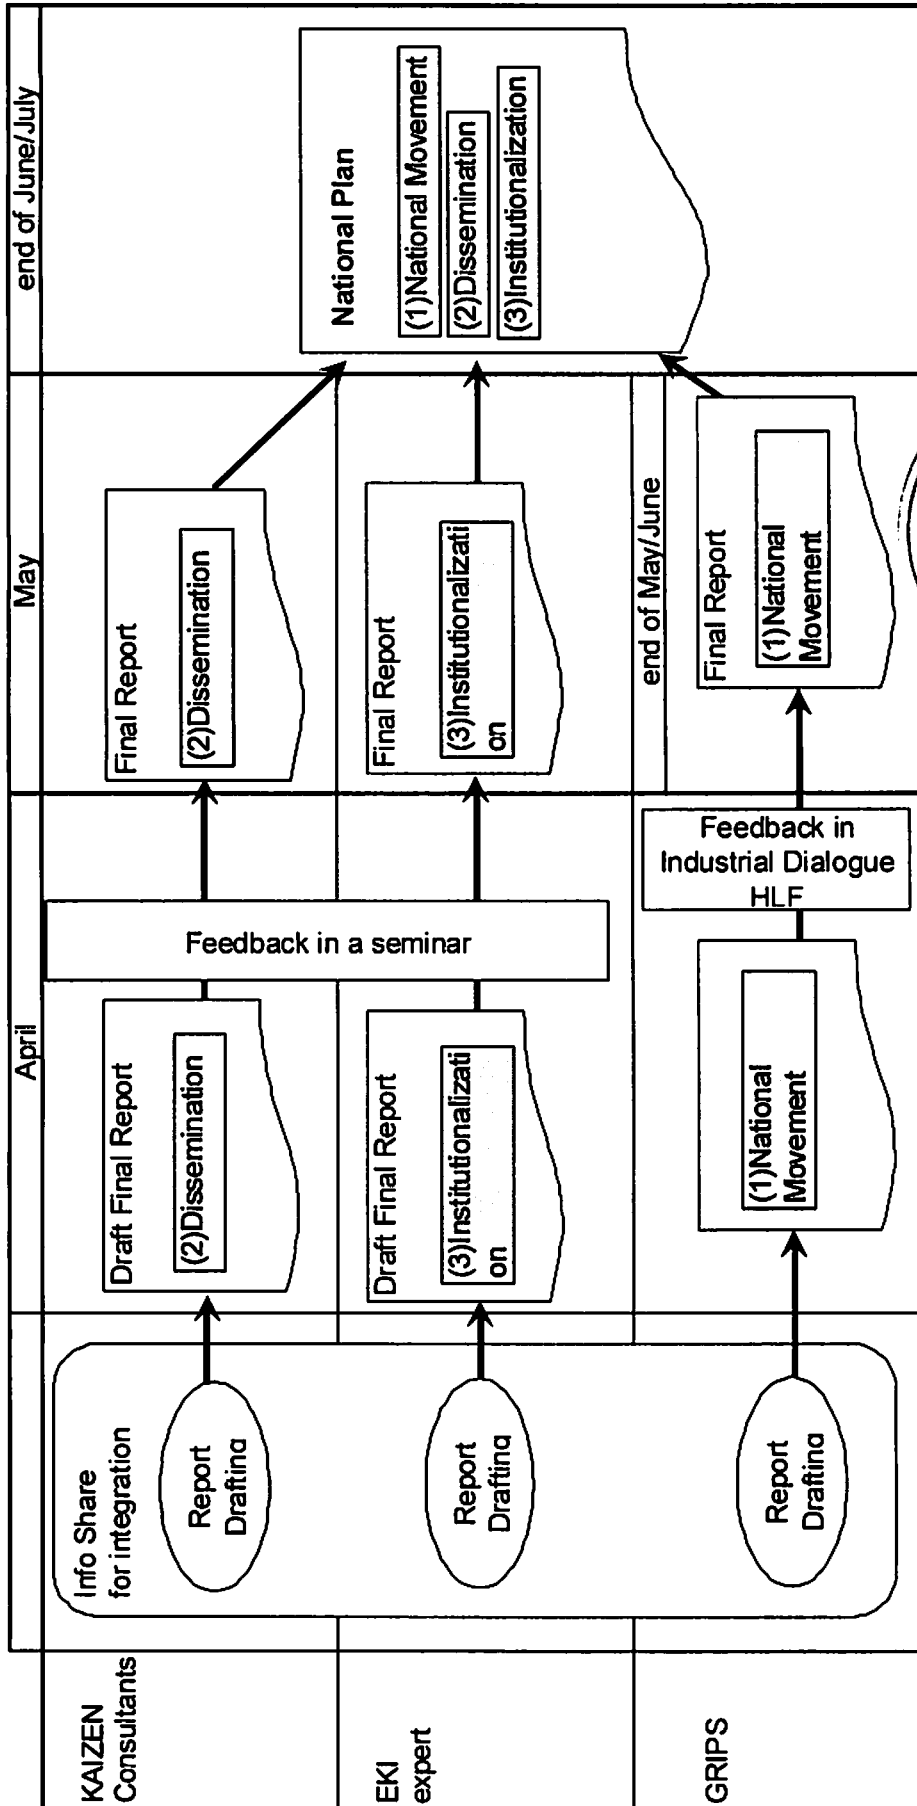 April
May
end of June/July
KAIZEN
Consultants
Info Share
for integration
Report
Drafting
Draft Final Report
(2)Dissemination
Feedback in a seminar
Final Report
(2)Dissemination
National Plan
(1)National Movement
(2)Dissemination
(3)Institutionalization
EKI
expert
Report
Drafting
Draft Final Report
(3)Institutionalizati
on
Final Report
(3)Institutionalizati
on
end of May/June
GRIPS
Report
Drafting
(1)National
Movement
Feedback in
Industrial Dialogue
HLF
Final Report
(1)National
Movement